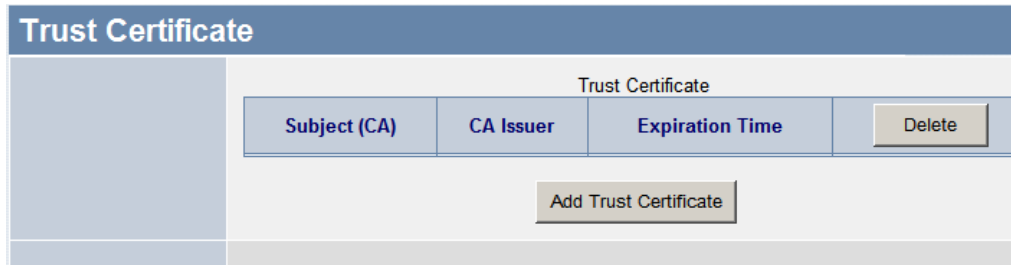 Trust Certificate
Trust Certificate
Subject (CA) CA Issuer Expiration Time Delete
Add Trust Certificate